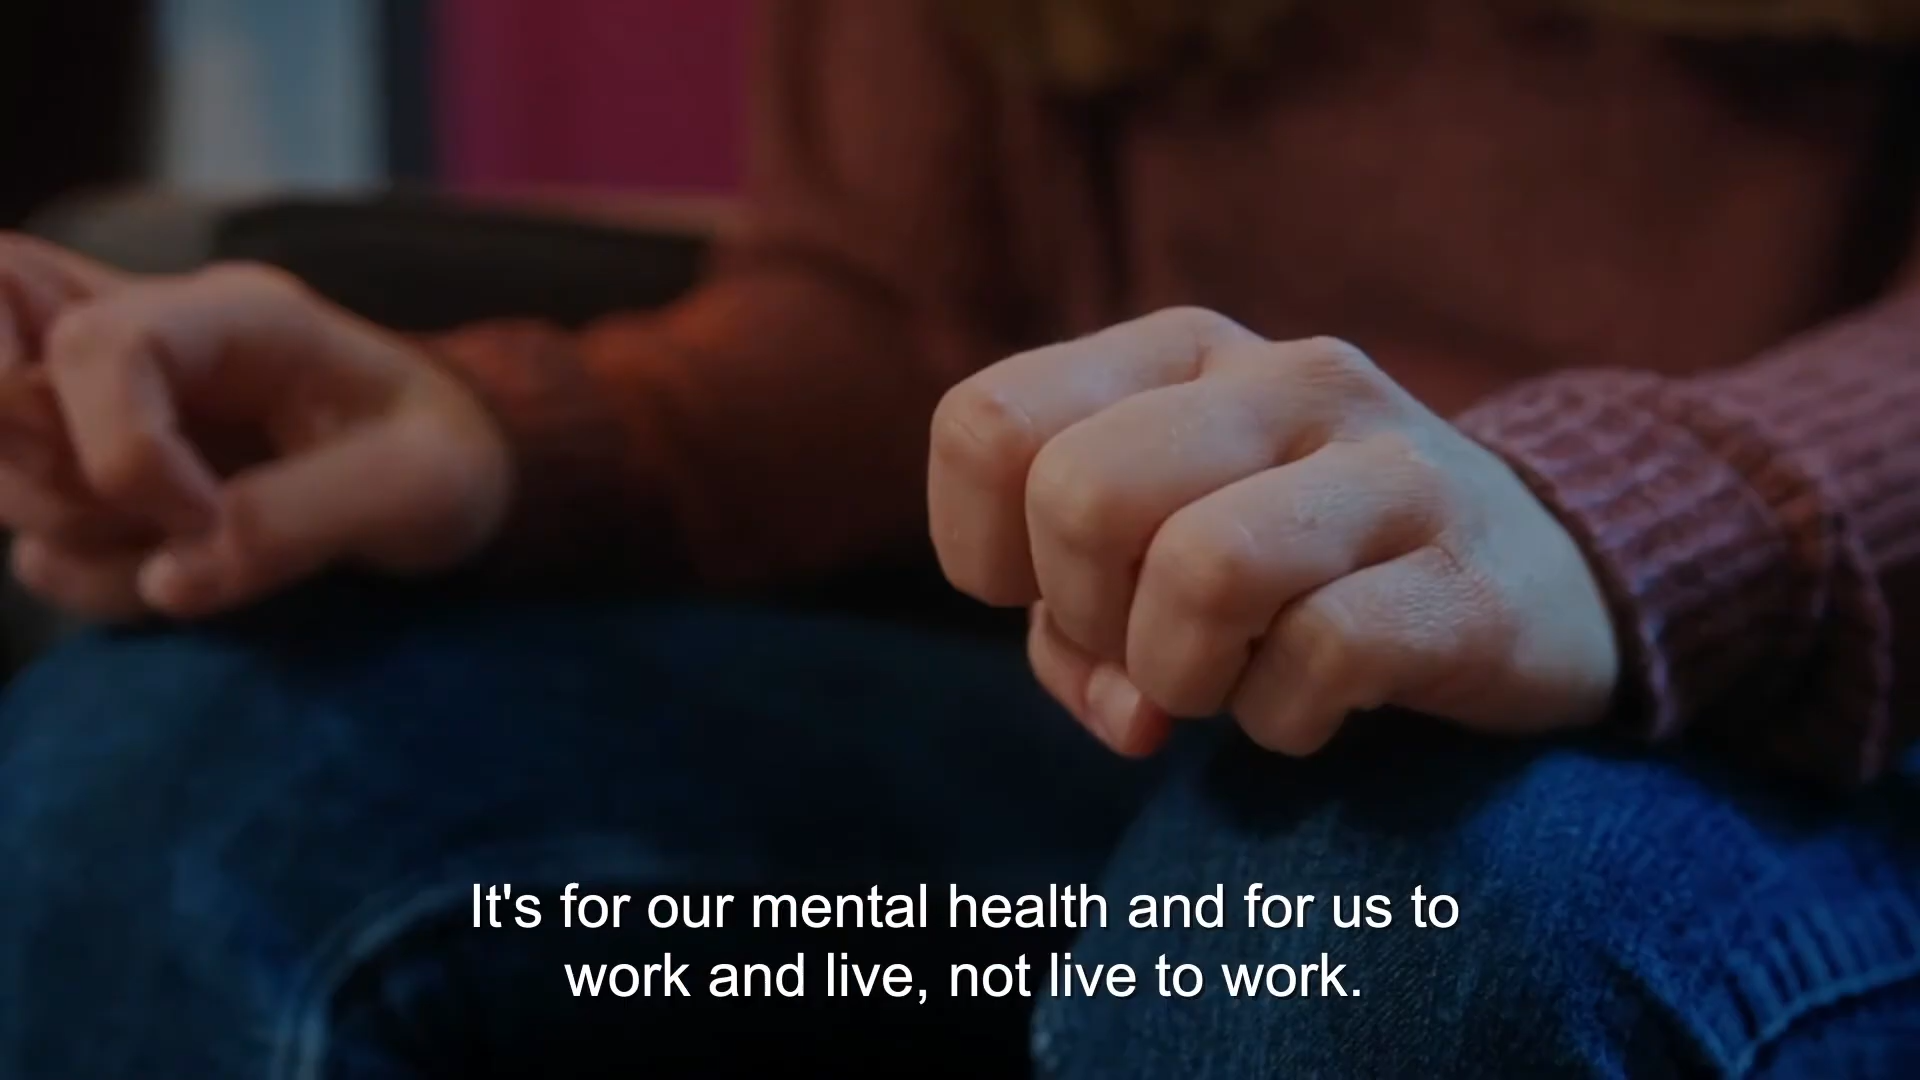 It's for our mental health and for us to
work and live, not live to work.